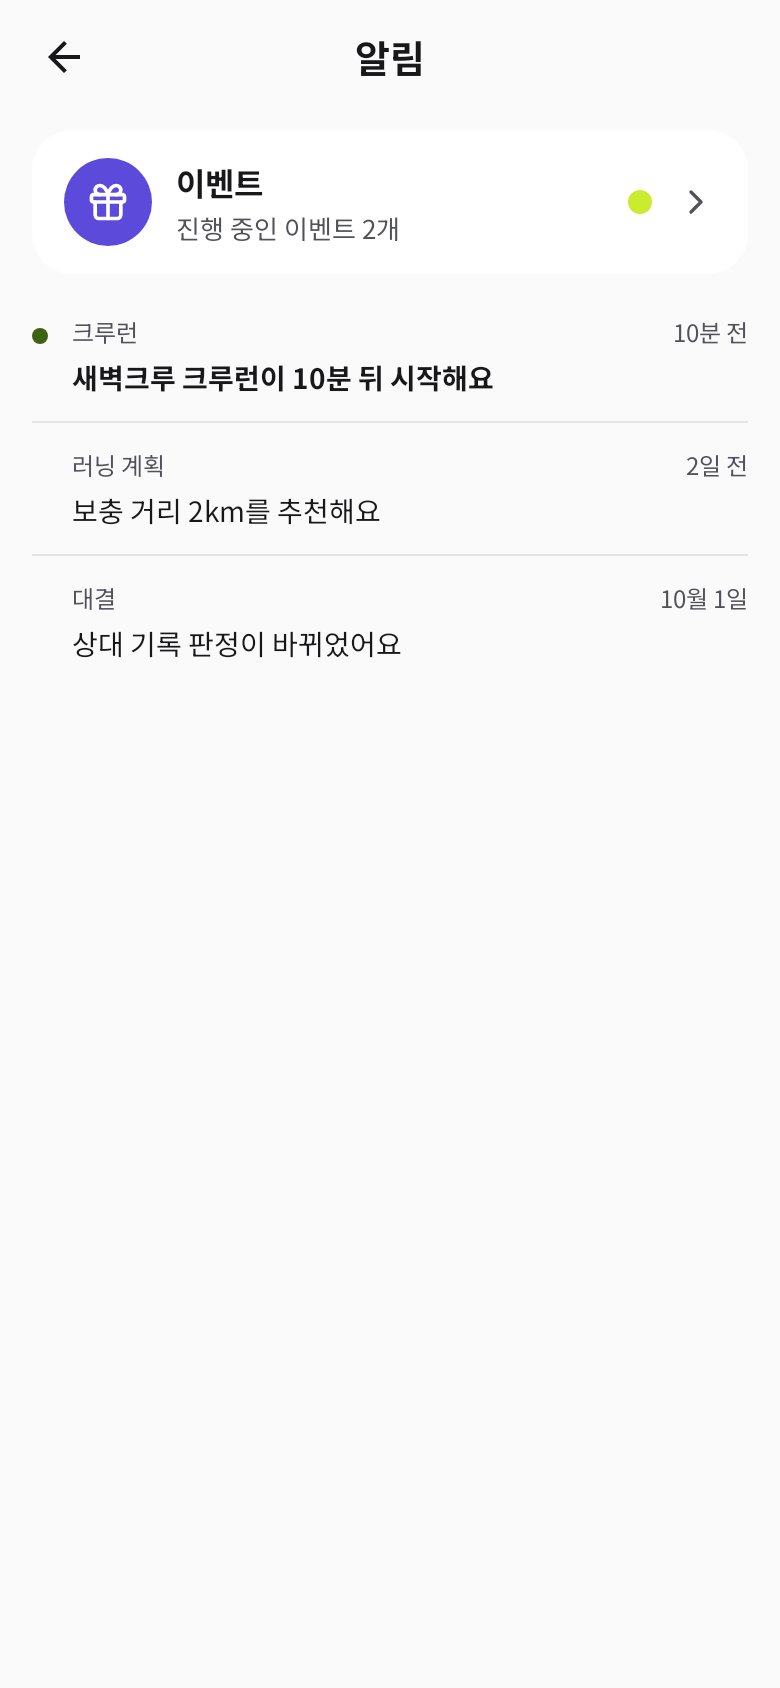 알림
이벤트
진행 중인 이벤트 2개
크루런
10분 전
새벽크루 크루런이 10분 뒤 시작해요
러닝 계획
2일 전
보충 거리 2km를 추천해요
대결
10월 1일
상대 기록 판정이 바뀌었어요